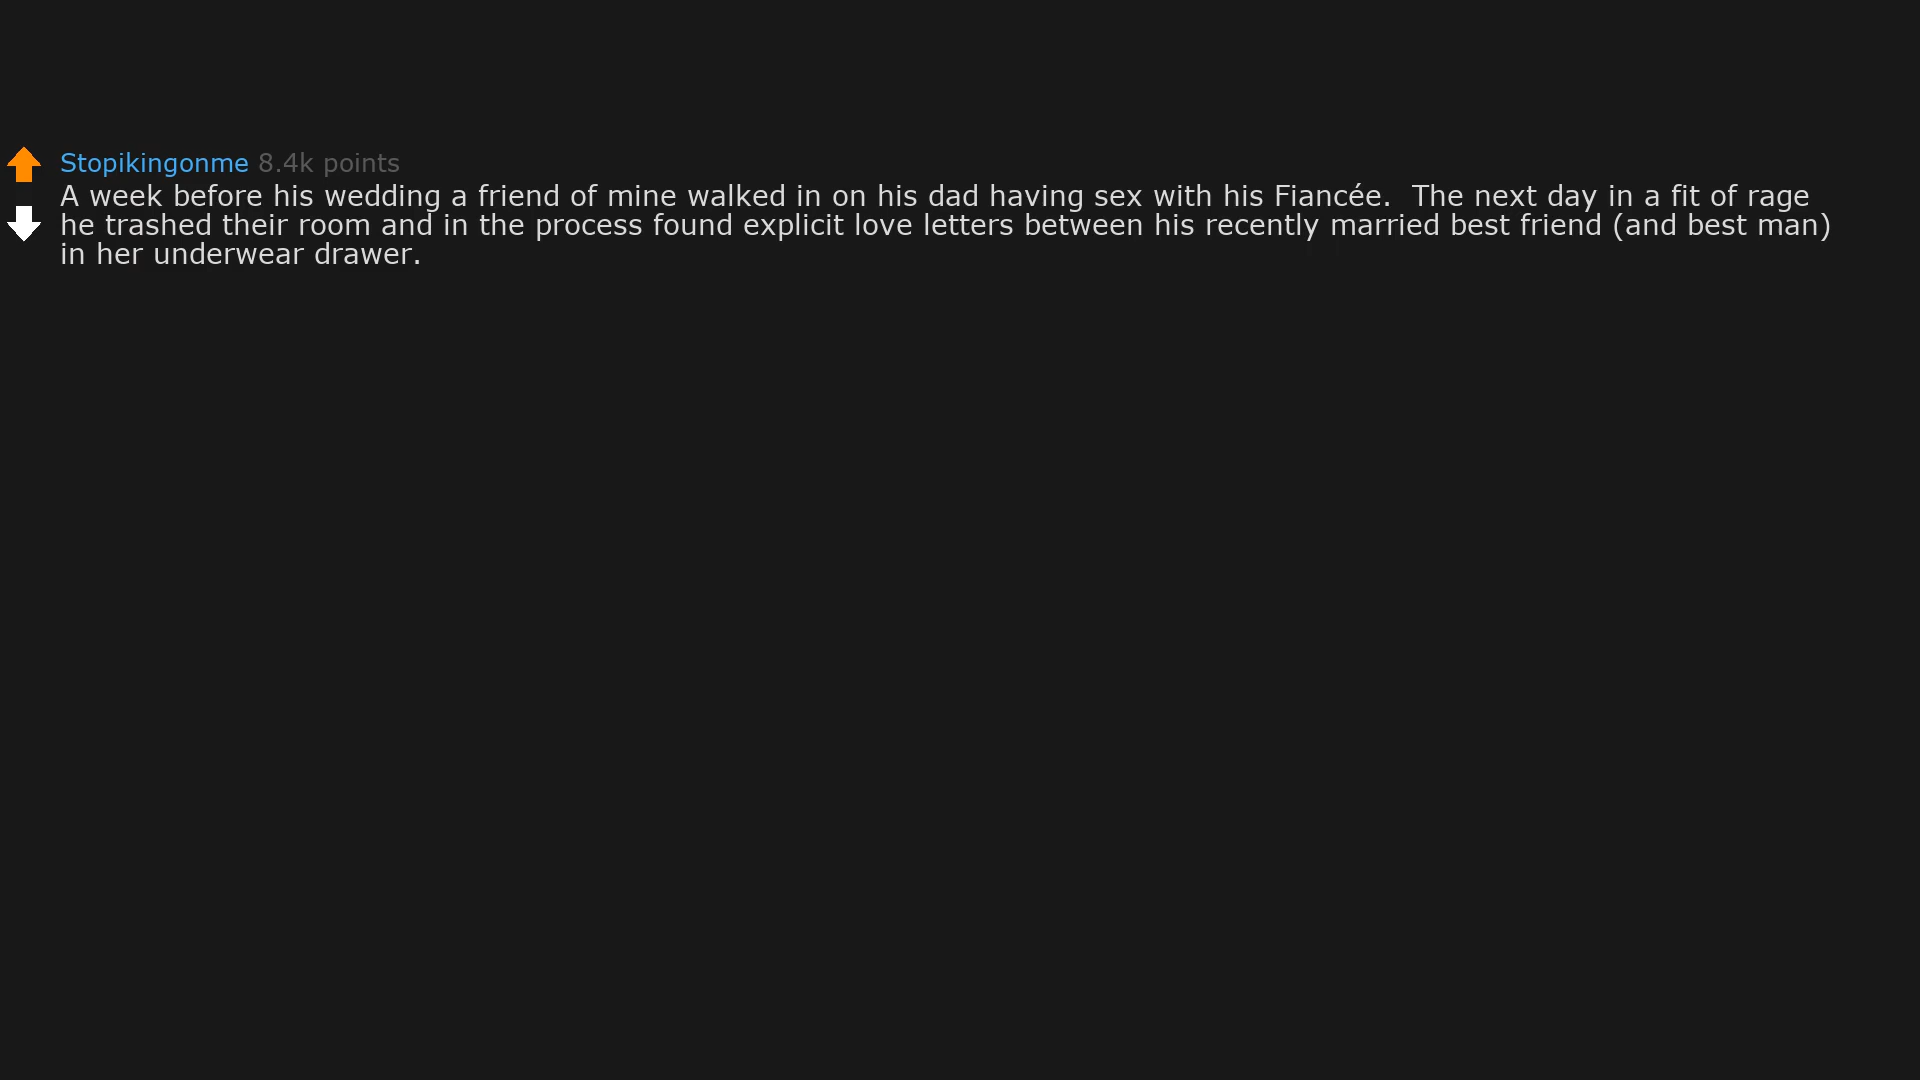 Stopikingonme 8.4k points
A week before his wedding a friend of mine walked in on his dad having sex with his Fiancée.  The next day in a fit of rage
he trashed their room and in the process found explicit love letters between his recently married best friend (and best man)
in her underwear drawer.